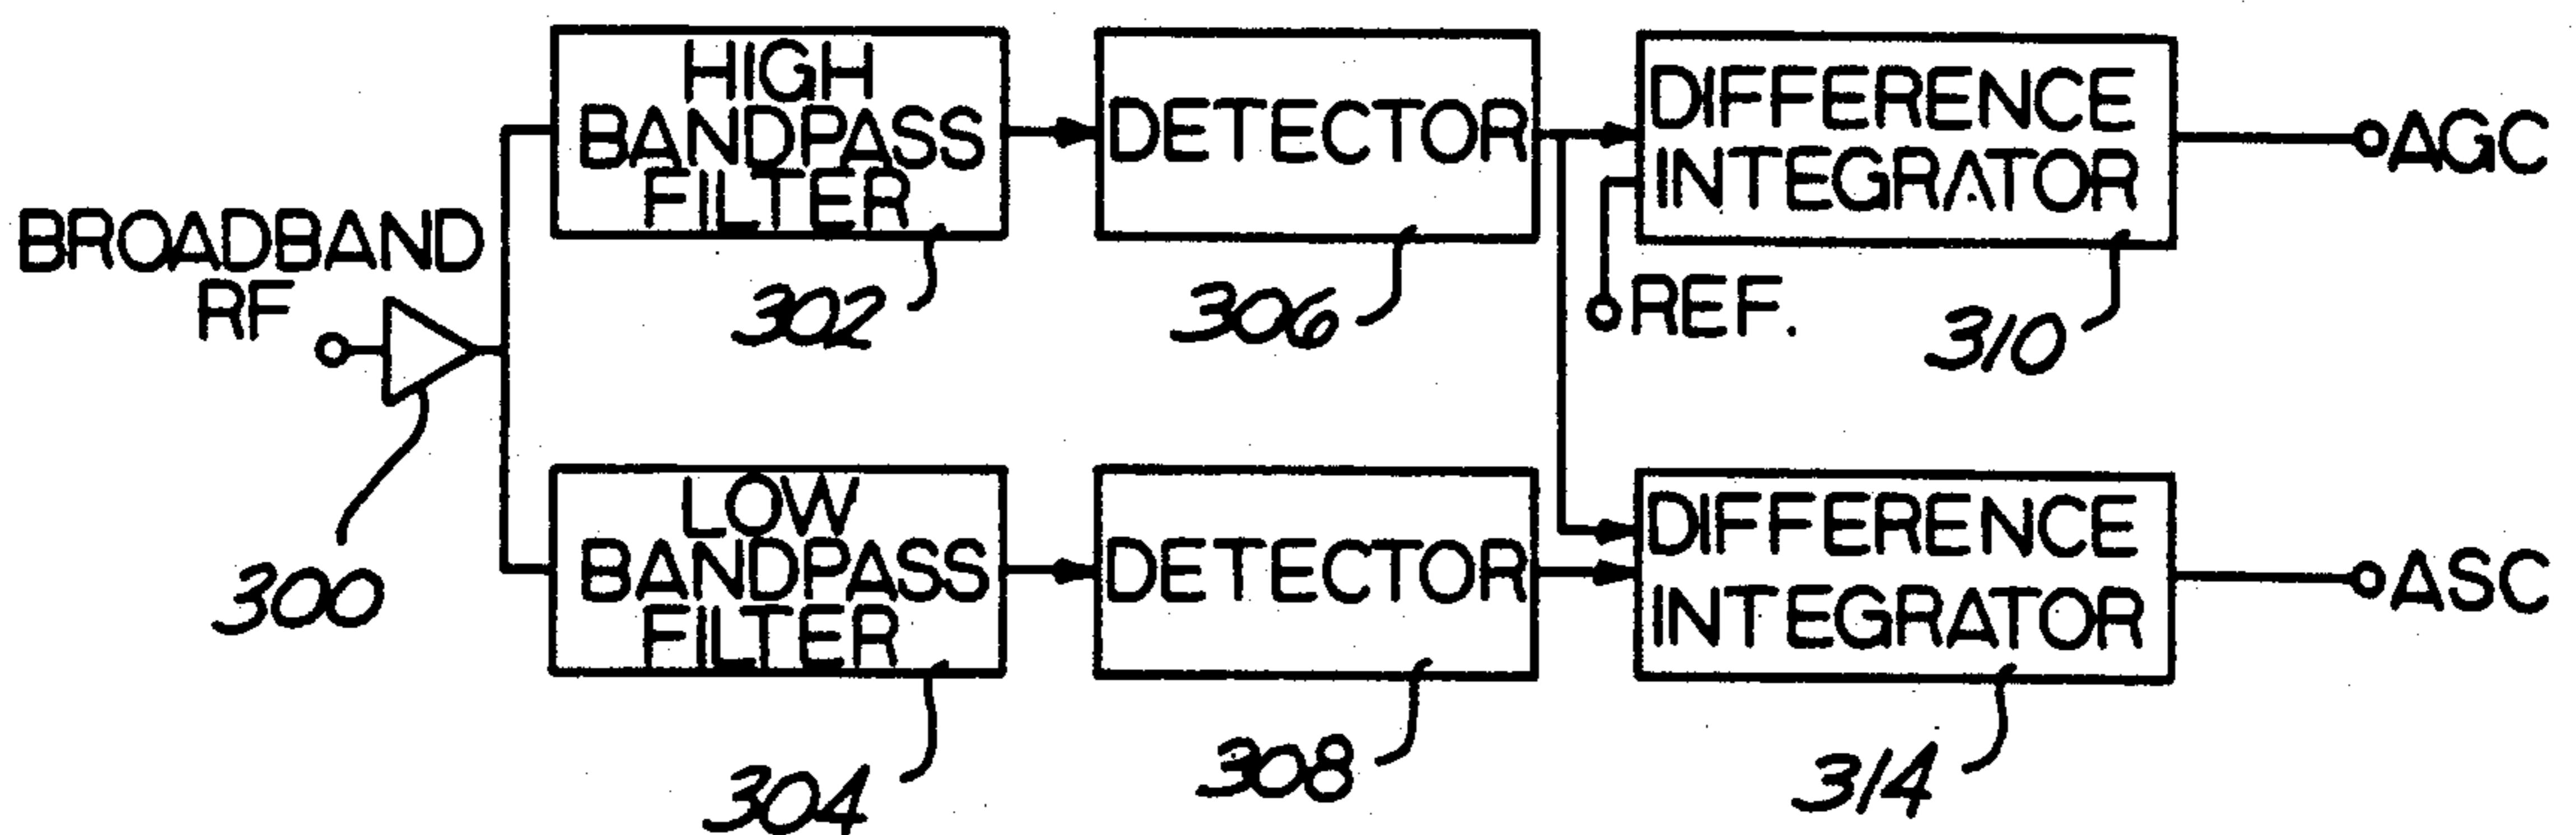 BROADBAND
RF
300
HIGH
BANDPASS
FILTER
302
DETECTOR
306
DIFFERENCE
INTEGRATOR
310
REF.
AGC
LOW
BANDPASS
FILTER
304
DETECTOR
308
DIFFERENCE
INTEGRATOR
314
ASC